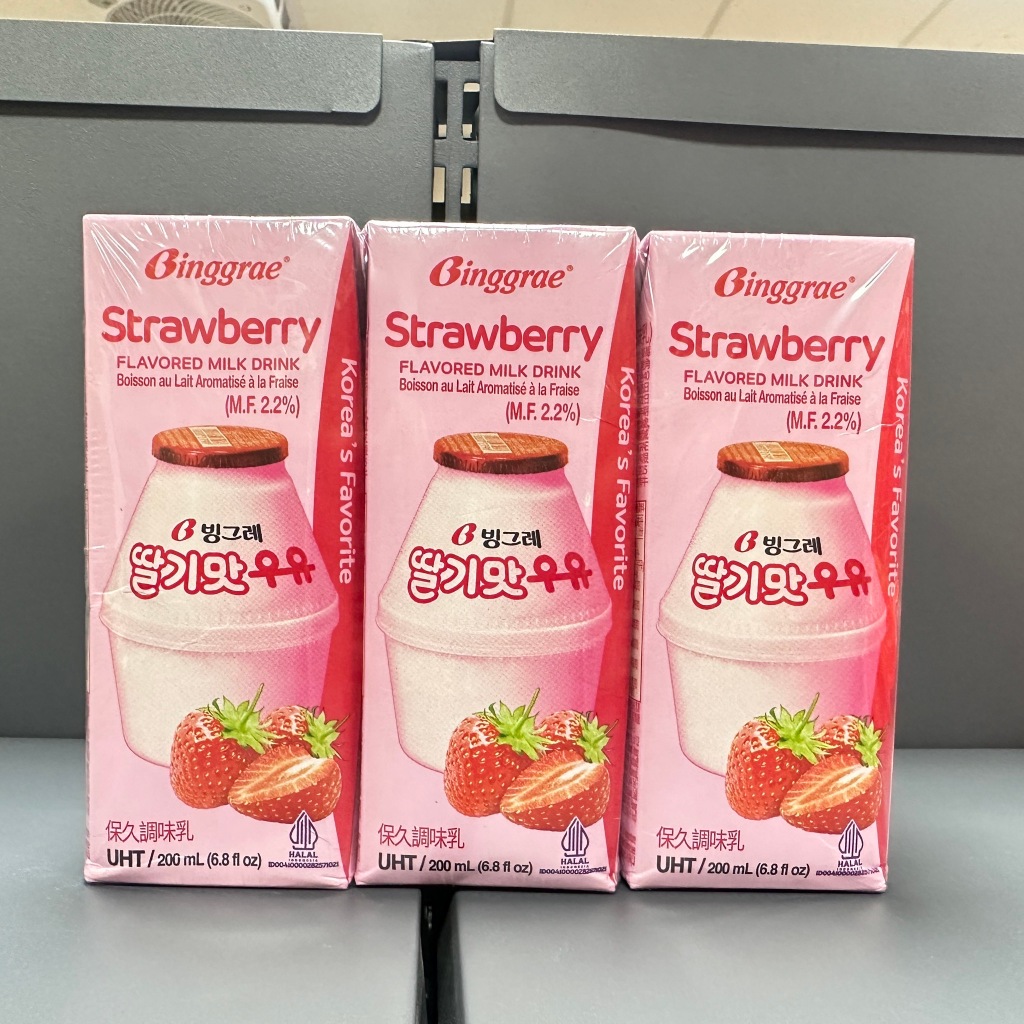 Binggrae®
Strawberry
FLAVORED MILK DRINK
Boisson au Lait Aromatisé à la Fraise
(M.F. 2.2%)
Korea's Favorite
빙그레
딸기맛우유
保久調味乳
UHT / 200 mL (6.8 fl oz)
HALAL
INDONESIA
ID00410000282571021
Binggrae®
Strawberry
FLAVORED MILK DRINK
Boisson au Lait Aromatisé à la Fraise
(M.F. 2.2%)
Korea's Favorite
빙그레
딸기맛우유
保久調味乳
UHT / 200 mL (6.8 fl oz)
HALAL
INDONESIA
ID00410000282571021
Binggrae®
Strawberry
FLAVORED MILK DRINK
Boisson au Lait Aromatisé à la Fraise
(M.F. 2.2%)
Korea's Favorite
빙그레
딸기맛우유
保久調味乳
UHT / 200 mL (6.8 fl oz)
HALAL
INDONESIA